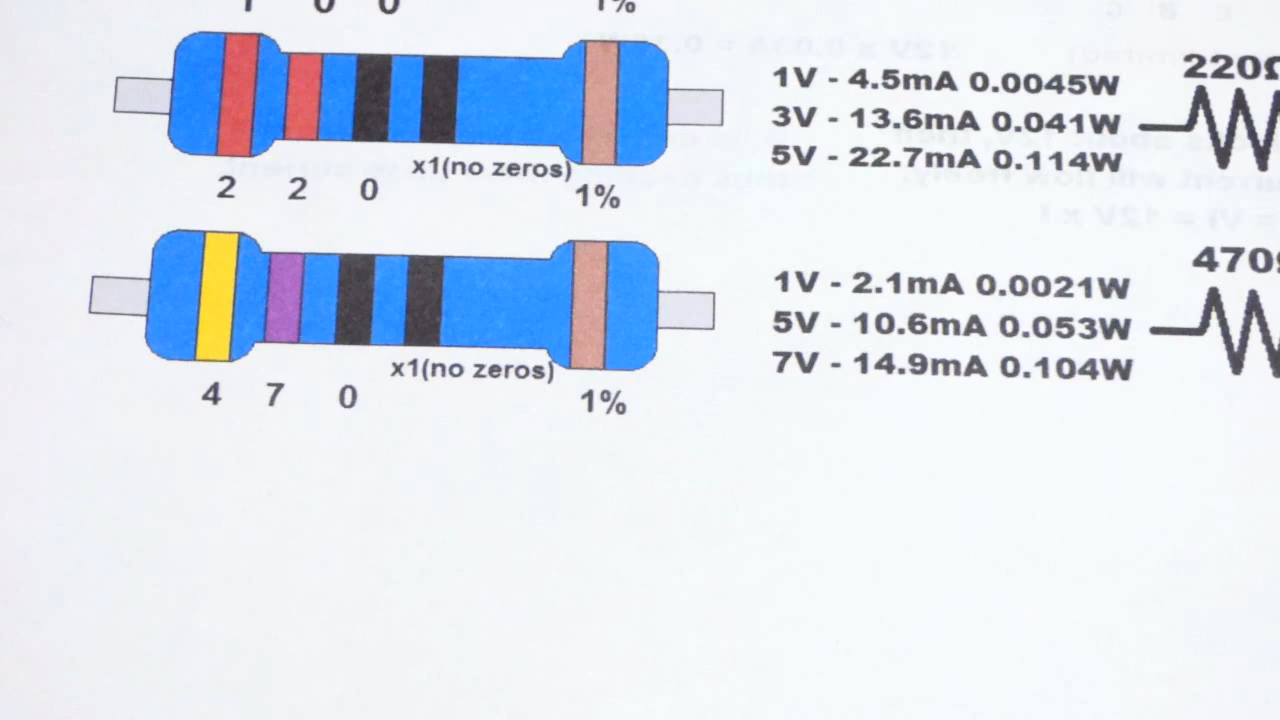 1 0 0 1%
1V - 4.5mA 0.0045W
3V - 13.6mA 0.041W
5V - 22.7mA 0.114W
220Ω
x1(no zeros)
2 2 0 1%
1V - 2.1mA 0.0021W
5V - 10.6mA 0.053W
7V - 14.9mA 0.104W
470Ω
x1(no zeros)
4 7 0 1%